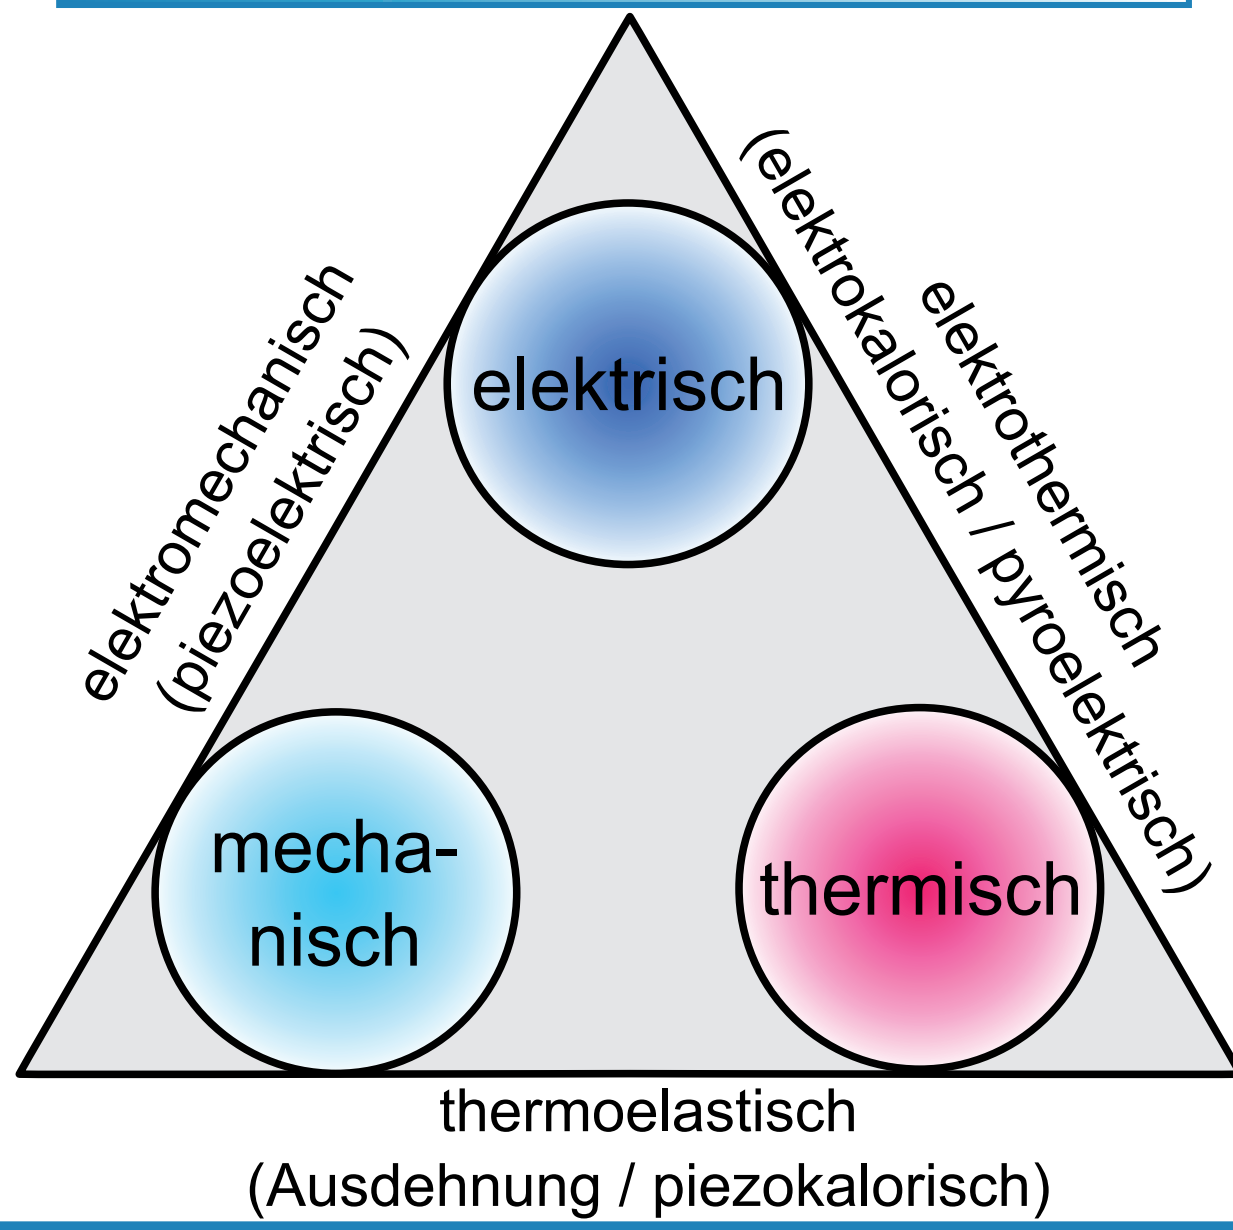 elektromechanisch
(piezoelektrisch)
elektrothermisch
(elektrokalorisch / pyroelektrisch)
elektrisch
mecha-
nisch
thermisch
thermoelastisch
(Ausdehnung / piezokalorisch)